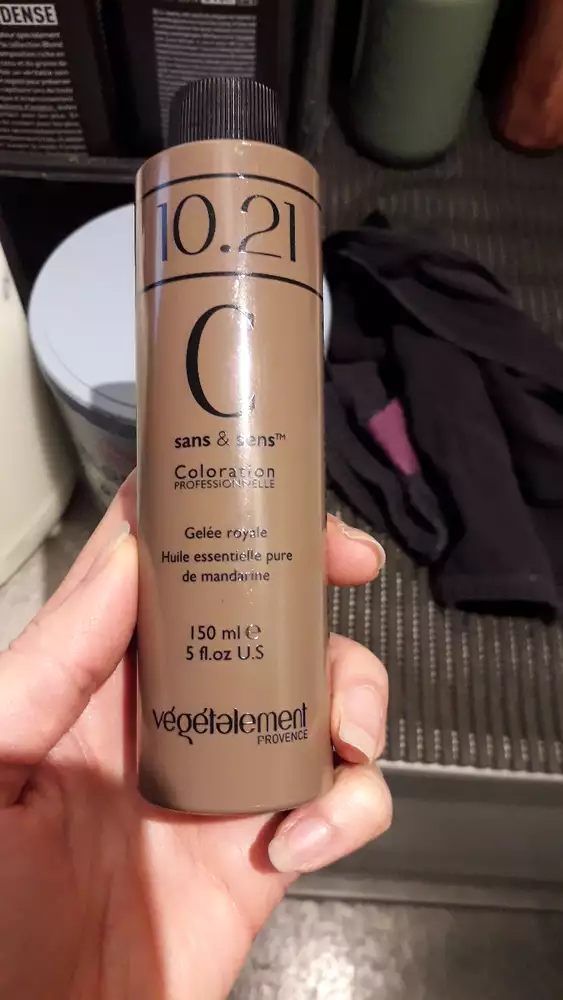 DENSE
10.21
C
sans & sens™
Coloration
PROFESSIONNELLE
Gelée royale
Huile essentielle pure
de mandarine
150 ml ℮
5 fl.oz U.S
végétalement
PROVENCE